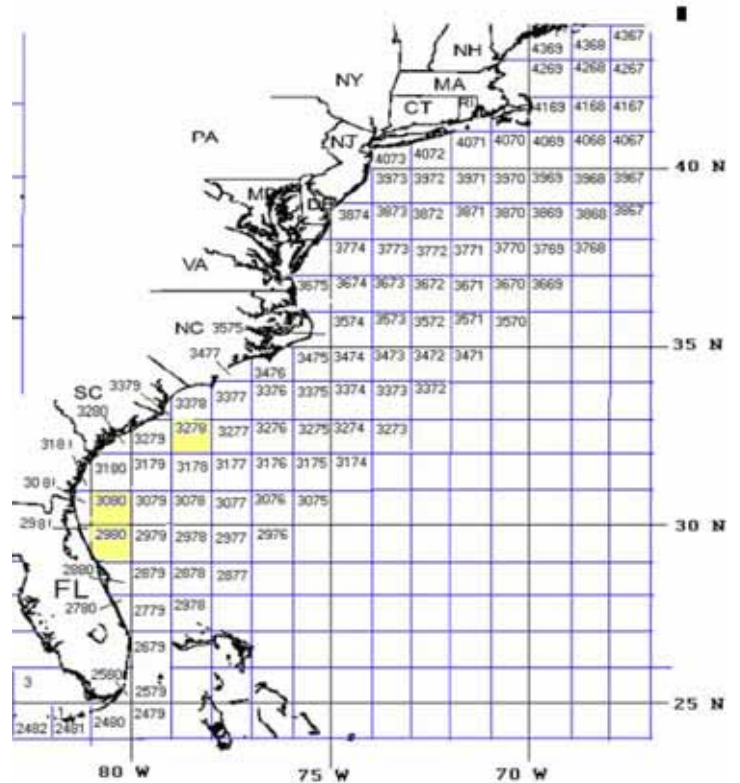 4367
NH 4369 4368
NY 4269 4268 4267
MA
CT RI 4169 4168 4167
PA NJ 4071 4070 4069 4068 4067
4073 4072
40 N
3973 3972 3971 3970 3969 3968 3967
MD DE
3874 3873 3872 3871 3870 3869 3868 3867
3774 3773 3772 3771 3770 3769 3768
VA
3675 3674 3673 3672 3671 3670 3669
NC 3575 3574 3573 3572 3571 3570
35 N
3477 3475 3474 3473 3472 3471
3476
SC 3379 3378 3377 3376 3375 3374 3373 3372
3280 3279 3278 3277 3276 3275 3274 3273
3181 3180 3179 3178 3177 3176 3175 3174
3081 3080 3079 3078 3077 3076 3075
30 N
2981 2980 2979 2978 2977 2976
2880 2879 2878 2877
FL
2780 2779 2978
2679
2580
3 2579
25 N
1 2480 2479
2482 2481
80 W 75 W 70 W